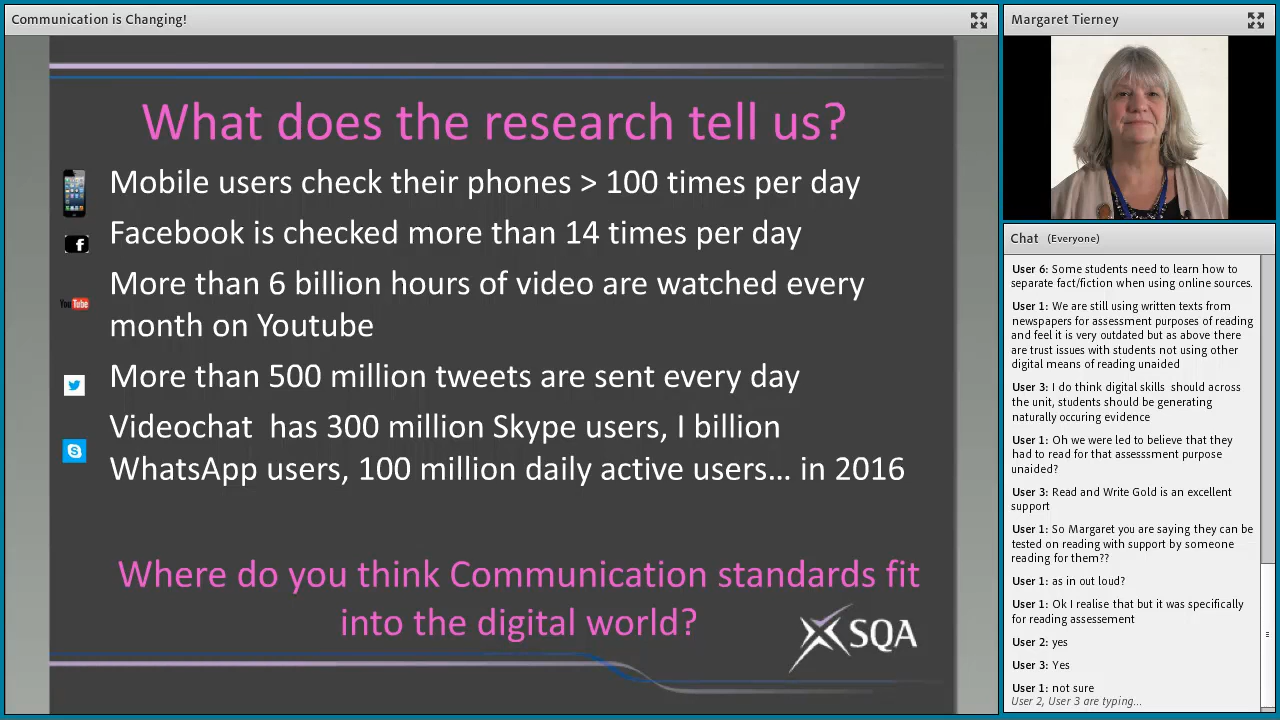 Communication is Changing!
What does the research tell us?
Mobile users check their phones > 100 times per day
f
Facebook is checked more than 14 times per day
YouTube
More than 6 billion hours of video are watched every
month on Youtube
More than 500 million tweets are sent every day
S
Videochat has 300 million Skype users, I billion
WhatsApp users, 100 million daily active users... in 2016
Where do you think Communication standards fit
into the digital world?
SQA
Margaret Tierney
Chat (Everyone)
User 6: Some students need to learn how to
separate fact/fiction when using online sources.
User 1: We are still using written texts from
newspapers for assessment purposes of reading
and feel it is very outdated but as above there
are trust issues with students not using other
digital means of reading unaided
User 3: I do think digital skills should across
the unit, students should be generating
naturally occuring evidence
User 1: Oh we were led to believe that they
had to read for that assesssment purpose
unaided?
User 3: Read and Write Gold is an excellent
support
User 1: So Margaret you are saying they can be
tested on reading with support by someone
reading for them??
User 1: as in out loud?
User 1: Ok I realise that but it was specifically
for reading assessement
User 2: yes
User 3: Yes
User 1: not sure
User 2, User 3 are typing...